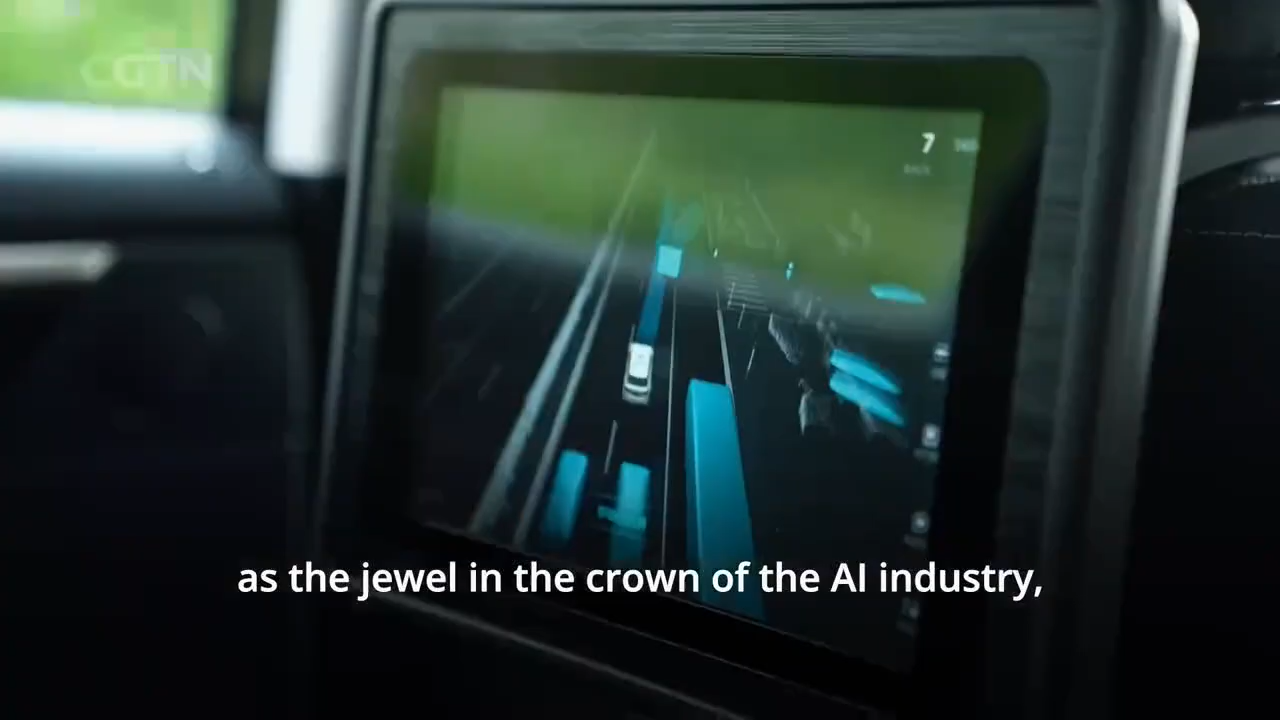 CGTN
7
as the jewel in the crown of the AI industry,